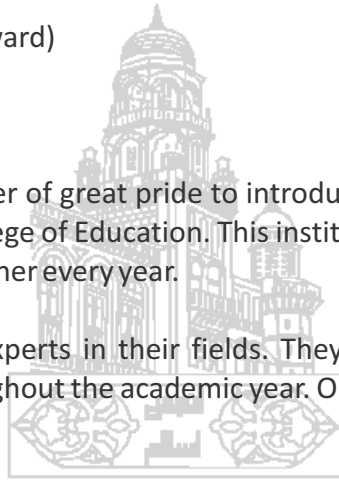 ard)
er of great pride to introdu
ege of Education. This instit
her every year.
xperts in their fields. They
ghout the academic year. O